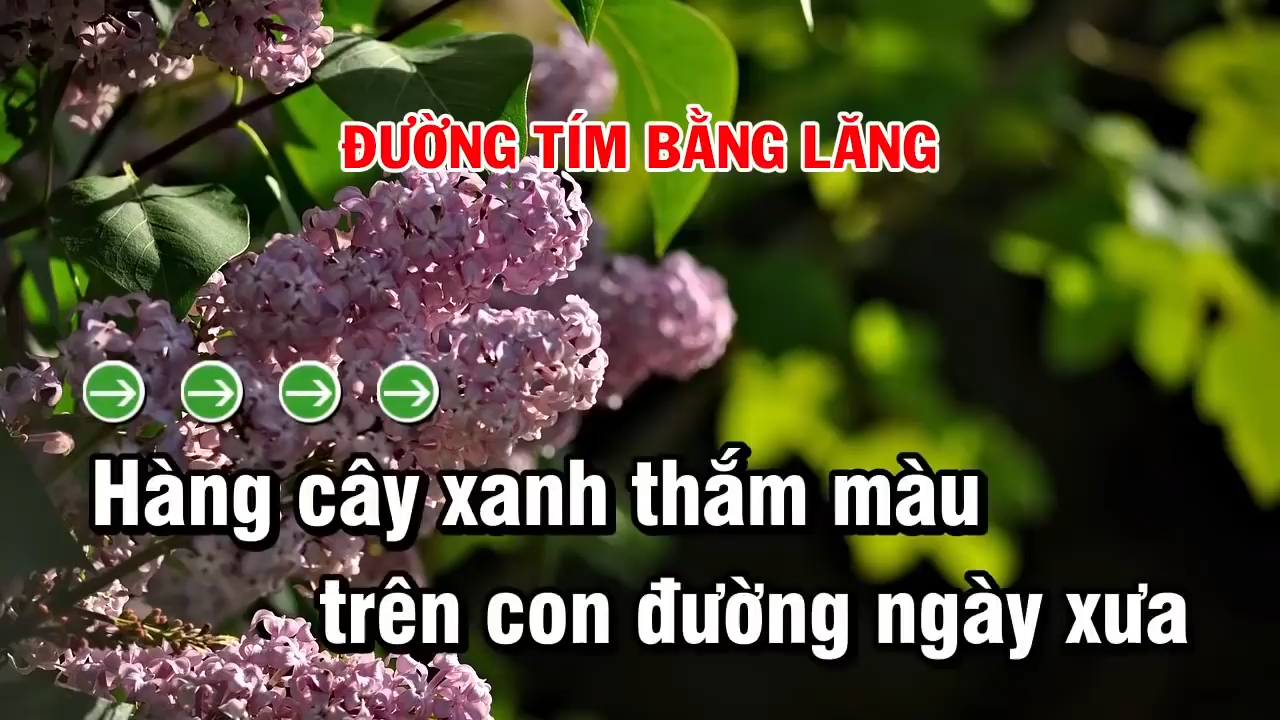 ĐƯỜNG TÍM BẰNG LĂNG
Hàng cây xanh thắm màu
trên con đường ngày xưa